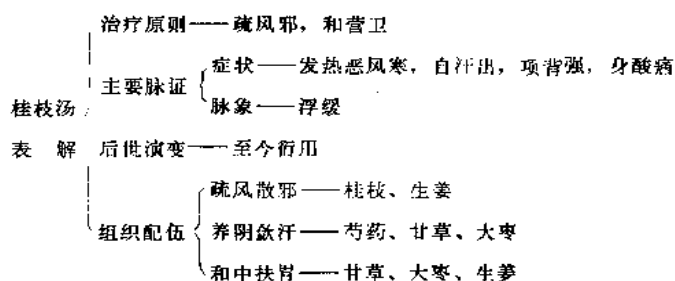 治疗原则——疏风邪，和营卫
症状——发热恶风寒，自汗出，项背强，身酸痛
主要脉证
脉象——浮缓
桂枝汤
表解 后世演变——至今衍用
疏风散邪——桂枝、生姜
组织配伍 养阴敛汗——芍药、甘草、大枣
和中扶胃——甘草、大枣、生姜